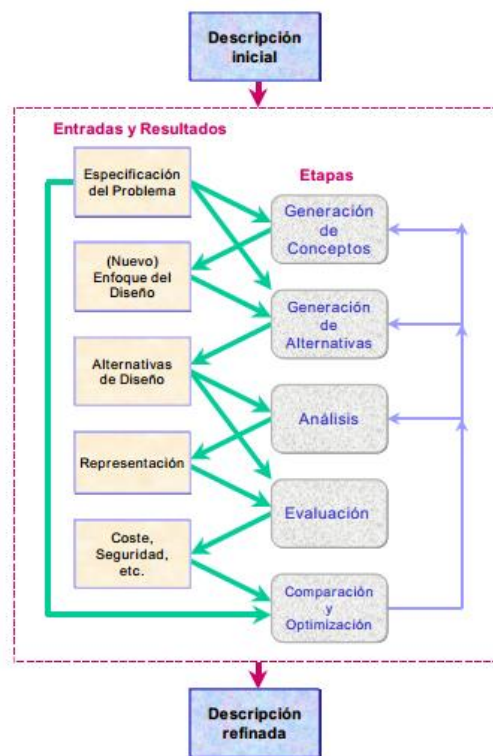 Descripción
inicial
Entradas y Resultados
Etapas
Especificación
del Problema
Generación
de
Conceptos
(Nuevo)
Enfoque del
Diseño
Generación
de
Alternativas
Alternativas
de Diseño
Análisis
Representación
Evaluación
Coste,
Seguridad,
etc.
Comparación
y
Optimización
Descripción
refinada